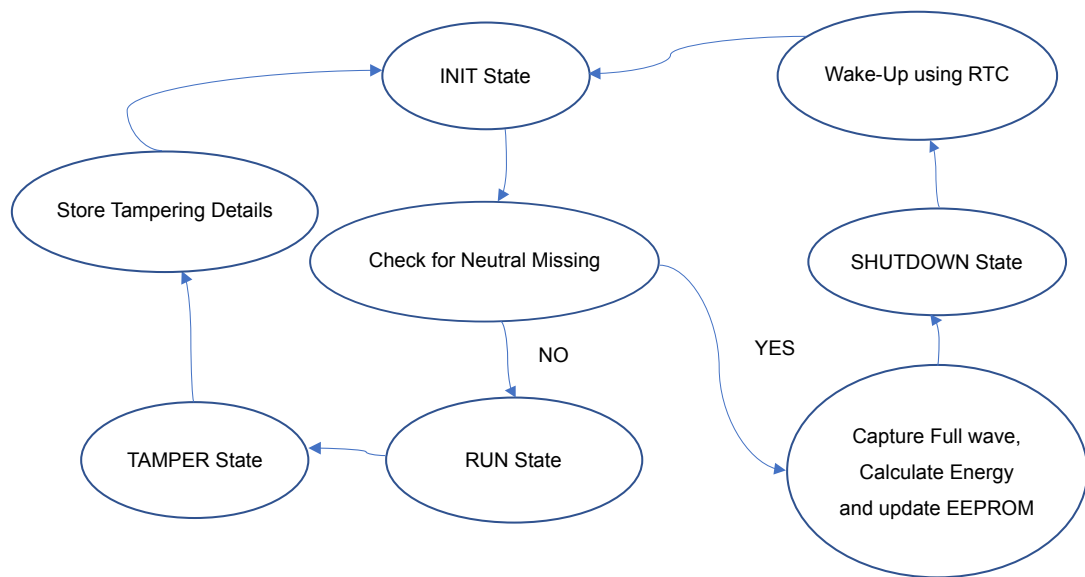 INIT State
Wake-Up using RTC
Store Tampering Details
Check for Neutral Missing
SHUTDOWN State
NO
YES
TAMPER State
RUN State
Capture Full wave,
Calculate Energy
and update EEPROM